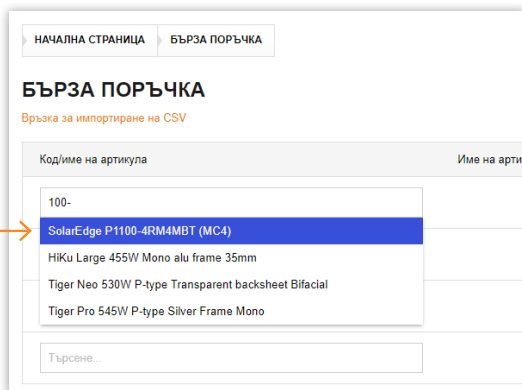 НАЧАЛНА СТРАНИЦА БЪРЗА ПОРЪЧКА
БЪРЗА ПОРЪЧКА
Връзка за импортиране на CSV
Код/име на артикула Име на арти
100-
SolarEdge P1100-4RM4MBT (MC4)
HiKu Large 455W Mono alu frame 35mm
Tiger Neo 530W P-type Transparent backsheet Bifacial
Tiger Pro 545W P-type Silver Frame Mono
Търсене...